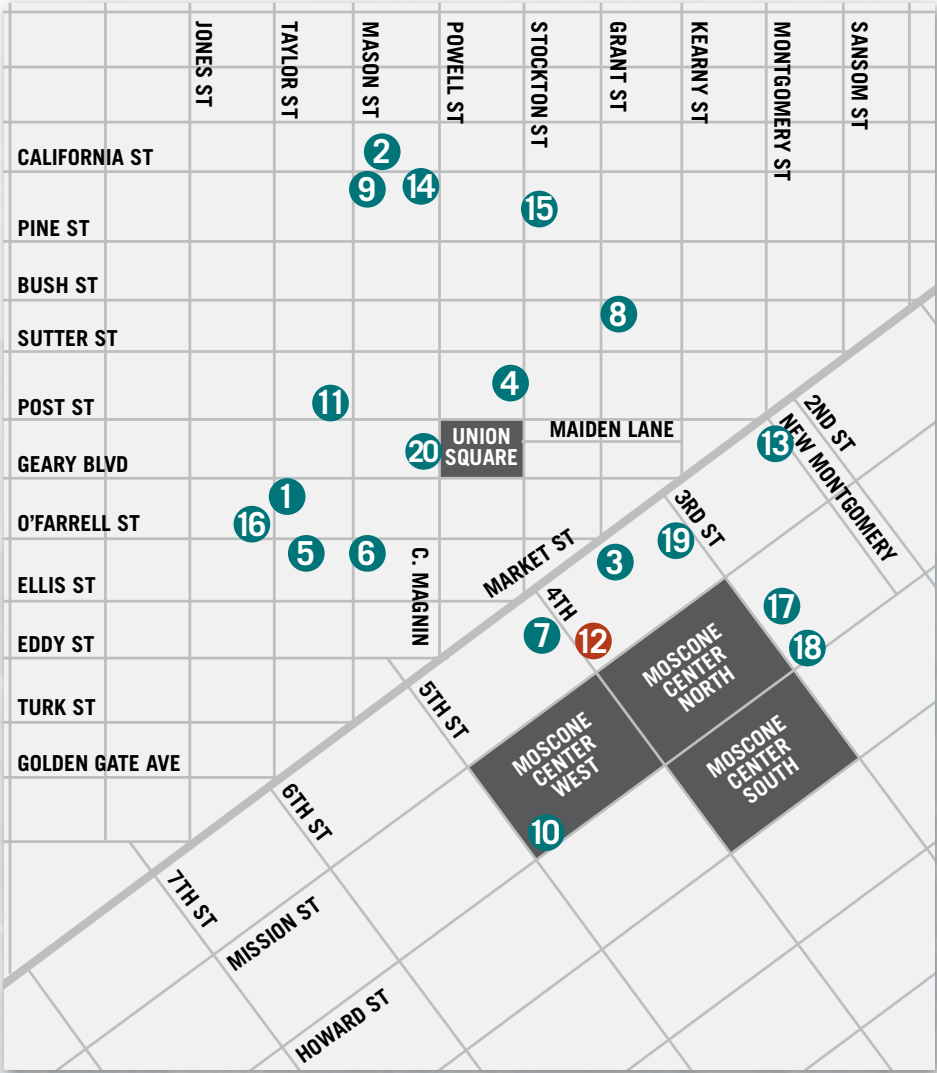 JONES ST
TAYLOR ST
MASON ST
POWELL ST
STOCKTON ST
GRANT ST
KEARNY ST
MONTGOMERY ST
SANSOM ST
CALIFORNIA ST
2
9
14
15
PINE ST
BUSH ST
8
SUTTER ST
4
11
POST ST
MAIDEN LANE
UNION
SQUARE
20
GEARY BLVD
13
2ND ST
NEW MONTGOMERY
1
16
O'FARRELL ST
5
6
C. MAGNIN
MARKET ST
3RD ST
19
3
ELLIS ST
4TH
7
12
17
18
EDDY ST
MOSCONE
CENTER
NORTH
5TH ST
TURK ST
MOSCONE
CENTER
WEST
MOSCONE
CENTER
SOUTH
GOLDEN GATE AVE
6TH ST
10
7TH ST
MISSION ST
HOWARD ST